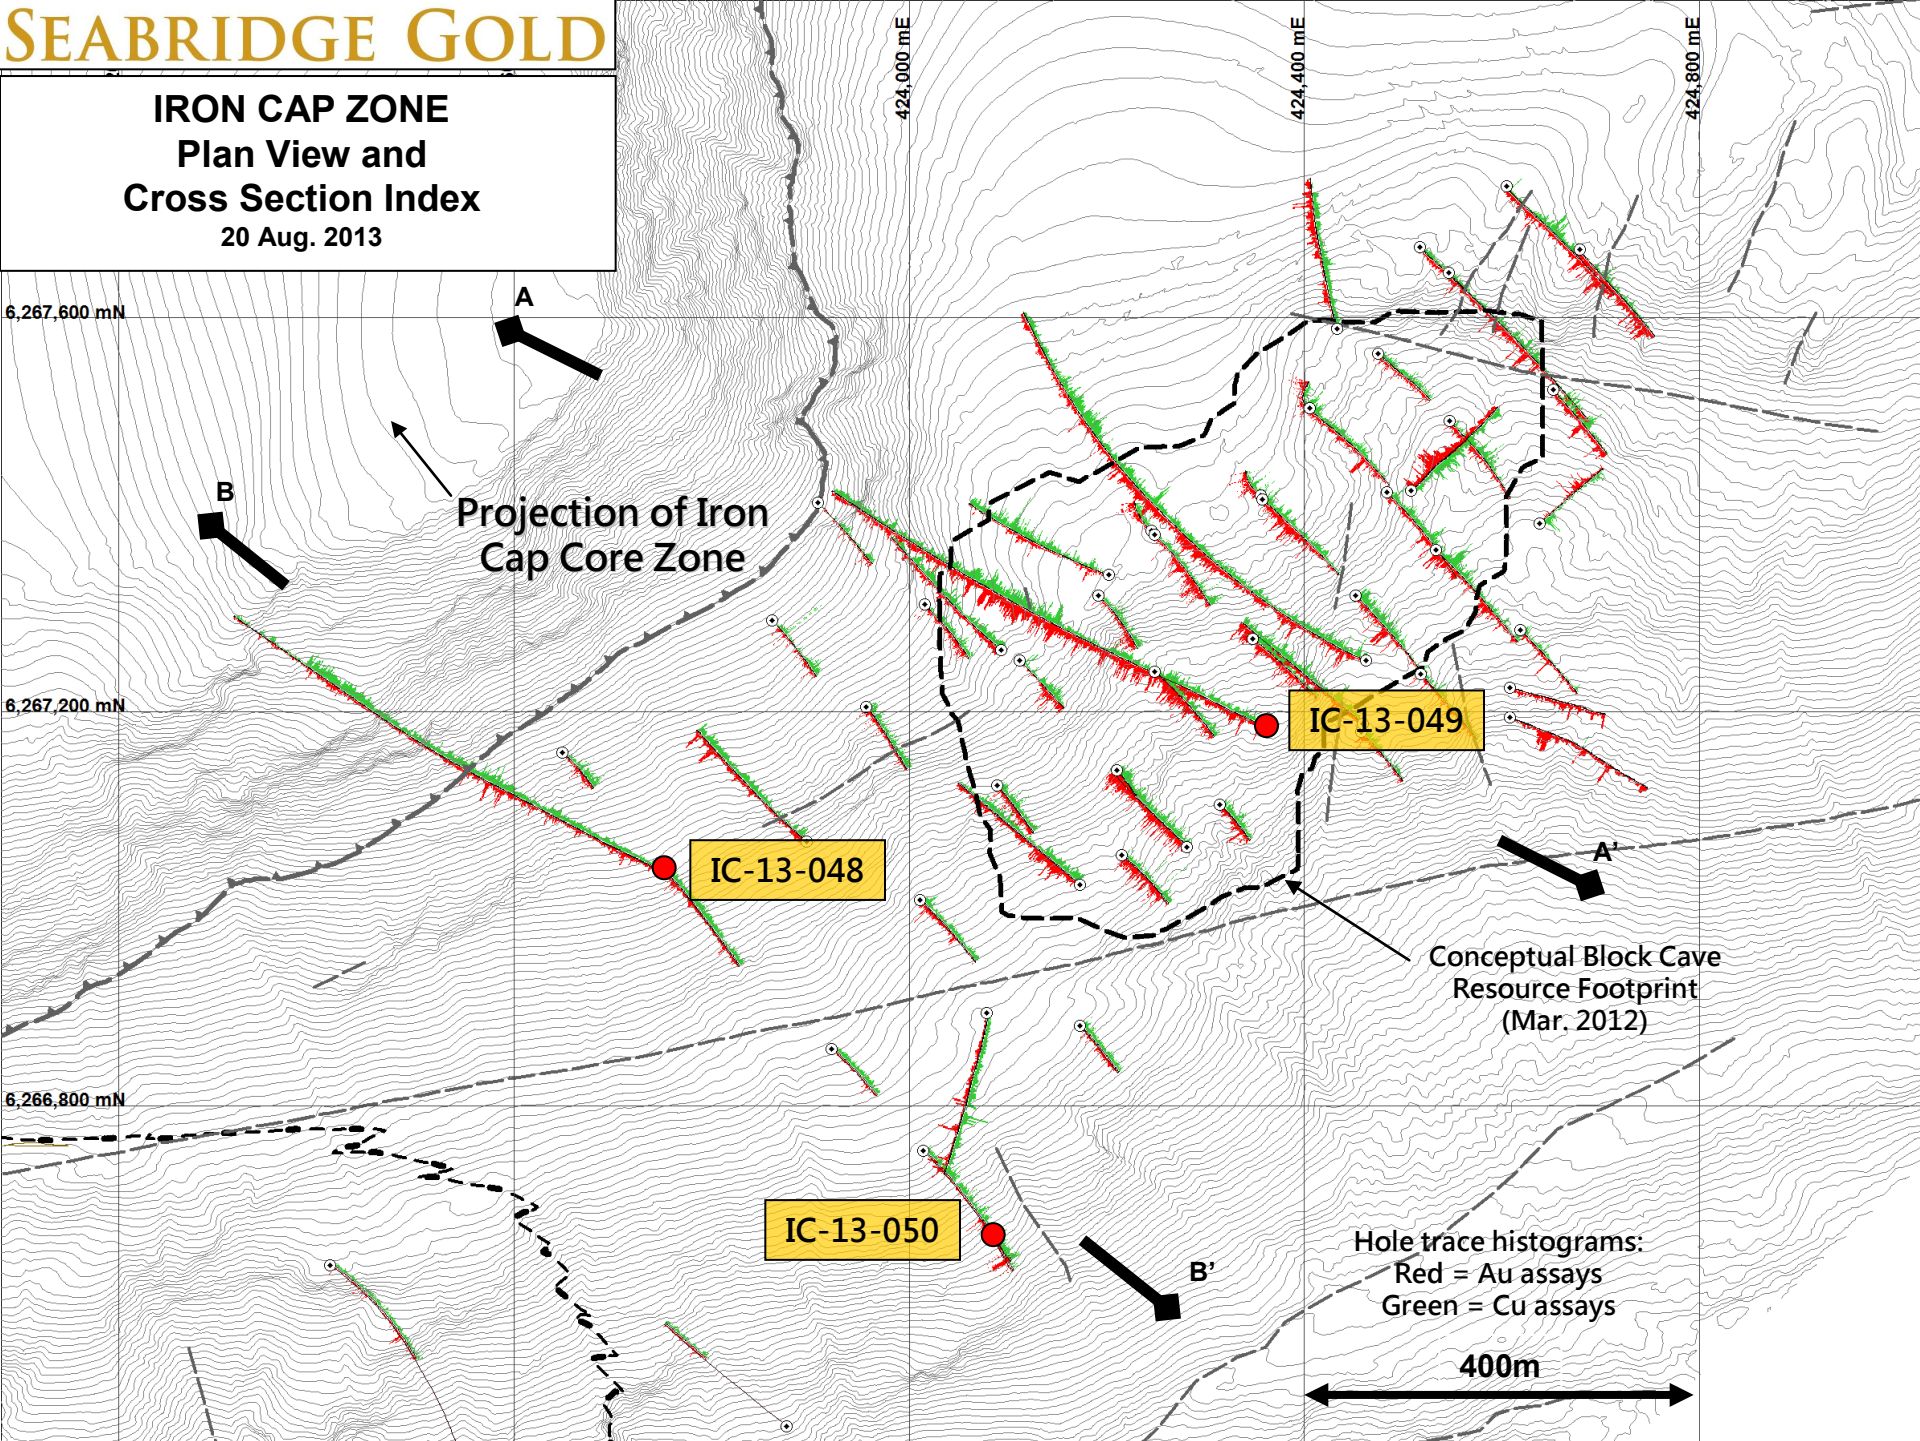 SEABRIDGE GOLD
IRON CAP ZONE
Plan View and
Cross Section Index
20 Aug. 2013
424,000 mE
424,400 mE
424,800 mE
6,267,600 mN
A
B
Projection of Iron
Cap Core Zone
6,267,200 mN
IC-13-049
IC-13-048
A'
Conceptual Block Cave
Resource Footprint
(Mar. 2012)
6,266,800 mN
IC-13-050
B'
Hole trace histograms:
Red = Au assays
Green = Cu assays
400m